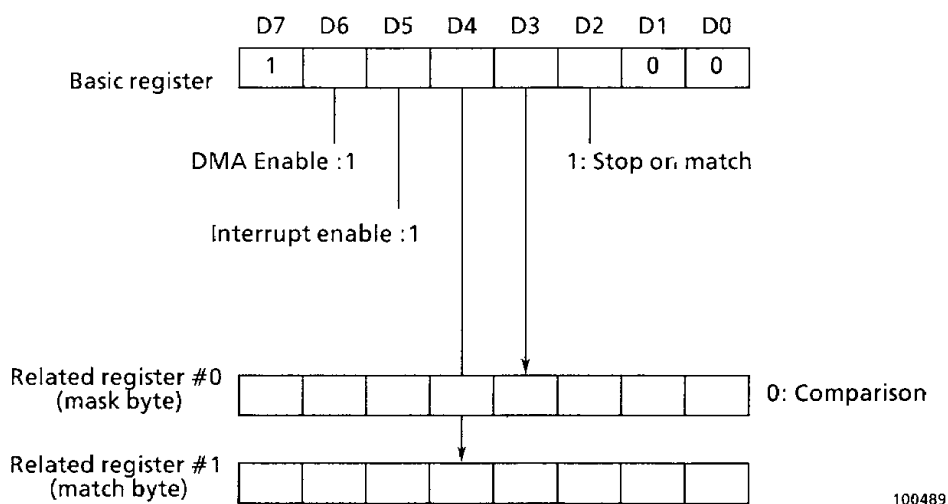 D7 D6 D5 D4 D3 D2 D1 D0
Basic register 1 0 0
DMA Enable :1 1: Stop on match
Interrupt enable :1
Related register #0
(mask byte)
0: Comparison
Related register #1
(match byte)
100489